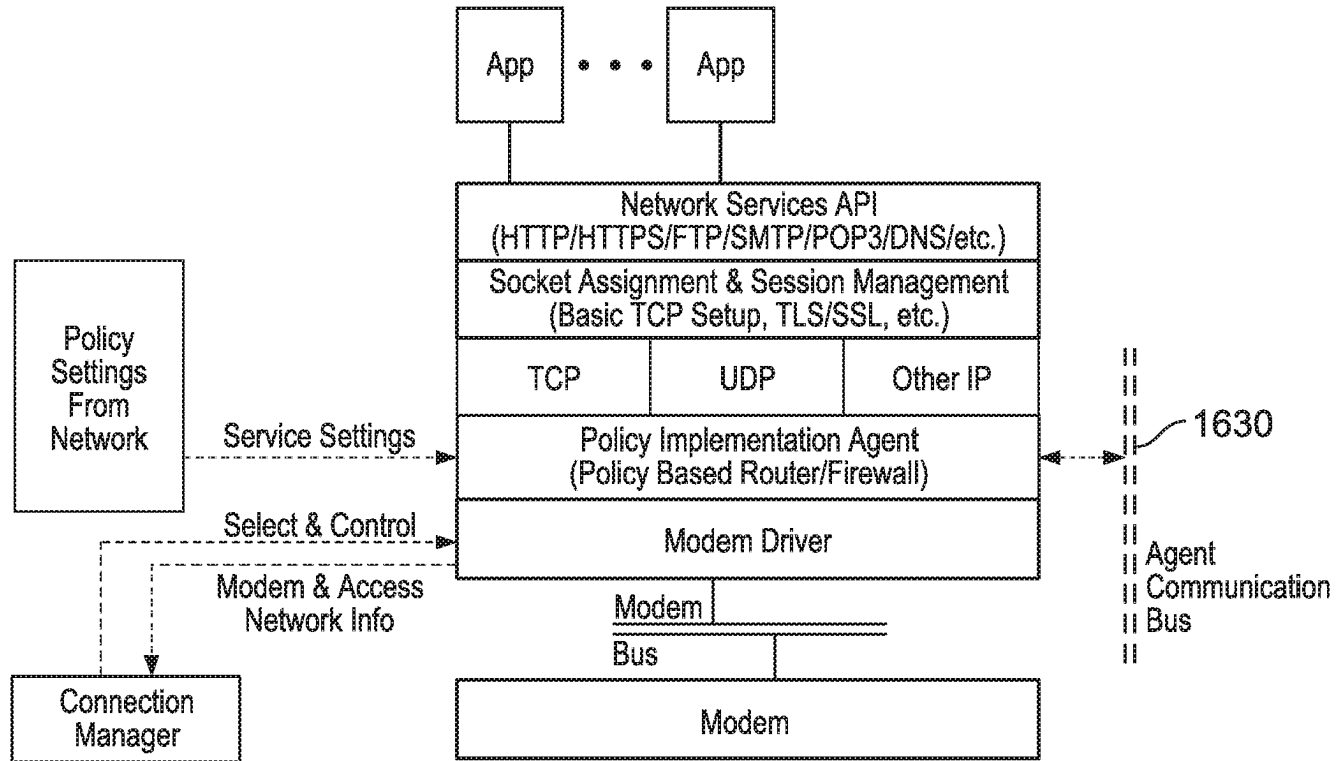 App
App
Network Services API
(HTTP/HTTPS/FTP/SMTP/POP3/DNS/etc.)
Socket Assignment & Session Management
(Basic TCP Setup, TLS/SSL, etc.)
TCP
UDP
Other IP
Policy
Settings
From
Network
Service Settings
Policy Implementation Agent
(Policy Based Router/Firewall)
1630
Select & Control
Modem Driver
Modem & Access
Network Info
Agent
Communication
Bus
Modem
Bus
Connection
Manager
Modem